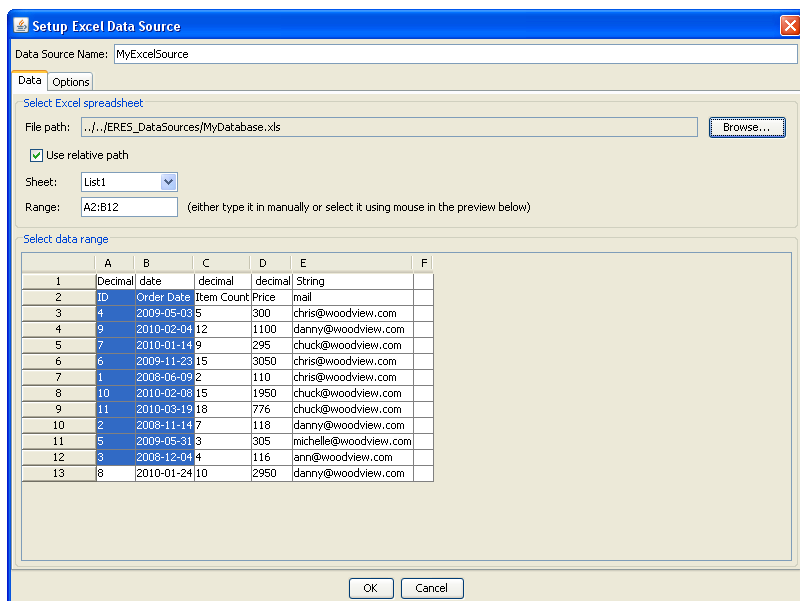 Setup Excel Data Source
Data Source Name: MyExcelSource
Data Options
Select Excel spreadsheet
File path: ../../ERES_DataSources/MyDatabase.xls Browse...
Use relative path
Sheet: List1
Range: A2:B12 (either type it in manually or select it using mouse in the preview below)
Select data range
A B C D E F
1 Decimal date decimal decimal String
2 ID Order Date Item Count Price mail
3 4 2009-05-03 5 300 chris@woodview.com
4 9 2010-02-04 12 1100 danny@woodview.com
5 7 2010-01-14 9 295 chuck@woodview.com
6 6 2009-11-23 15 3050 chris@woodview.com
7 1 2008-06-09 2 110 chris@woodview.com
8 10 2010-02-08 15 1950 chuck@woodview.com
9 11 2010-03-19 18 776 chuck@woodview.com
10 2 2008-11-14 7 118 danny@woodview.com
11 5 2009-05-31 3 305 michelle@woodview.com
12 3 2008-12-04 4 116 ann@woodview.com
13 8 2010-01-24 10 2950 danny@woodview.com
OK Cancel